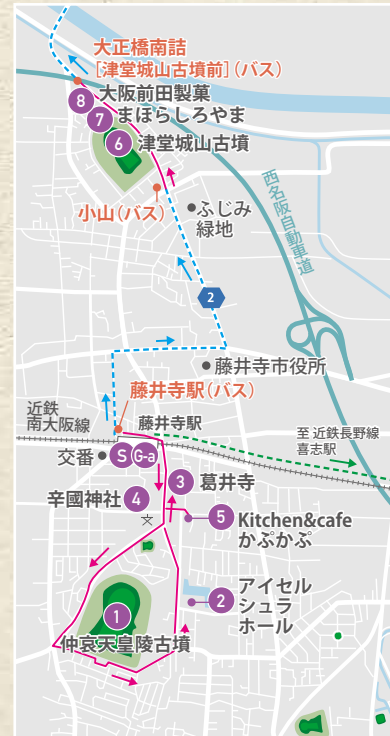 大正橋南詰
[津堂城山古墳前](バス)
8
大阪前田製菓
7
まほらしろやま
6
津堂城山古墳
小山(バス)
ふじみ
緑地
西名阪自動車道
2
藤井寺市役所
藤井寺駅(バス)
近鉄
南大阪線
藤井寺駅
至 近鉄長野線
喜志駅
交番
S
G-a
3
葛井寺
辛國神社
4
5
Kitchen&cafe
かぷかぷ
2
アイセル
シュラ
ホール
1
仲哀天皇陵古墳